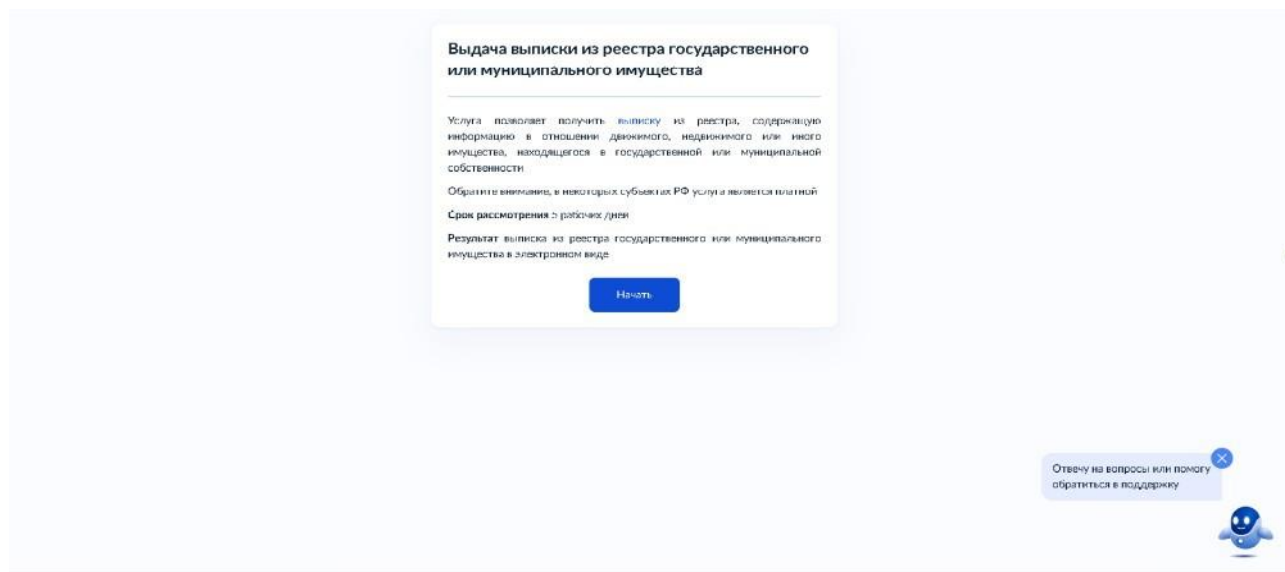 Выдача выписки из реестра государственного
или муниципального имущества
Услуга позволяет получить выписку из реестра, содержащую
информацию в отношении движимого, недвижимого или иного
имущества, находящегося в государственной или муниципальной
собственности
Обратите внимание, в некоторых субъектах РФ услуга является платной
Срок рассмотрения рабочих дней
Результат выписка из реестра государственного или муниципального
имущества в электронном виде
Начать
Отвечу на вопросы или помогу
обратиться в поддержку